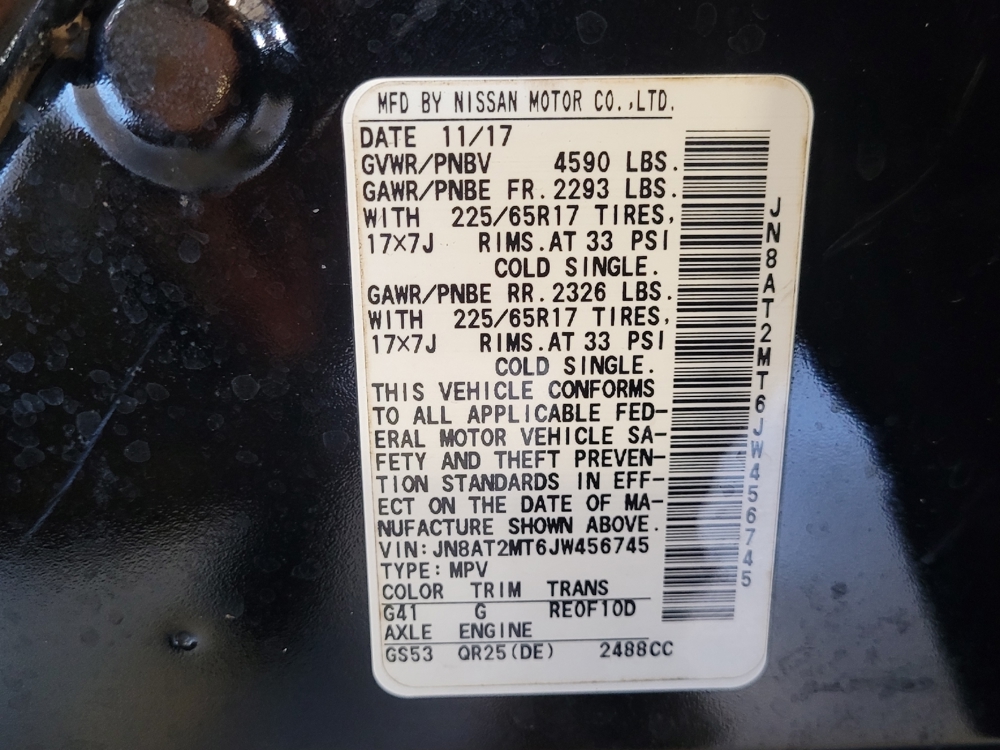 MFD BY NISSAN MOTOR CO.,LTD.
DATE 11/17
GVWR/PNBV 4590 LBS.
GAWR/PNBE FR.2293 LBS.
WITH 225/65R17 TIRES,
17×7J RIMS.AT 33 PSI
COLD SINGLE.
GAWR/PNBE RR.2326 LBS.
WITH 225/65R17 TIRES,
17×7J RIMS.AT 33 PSI
COLD SINGLE.
THIS VEHICLE CONFORMS
TO ALL APPLICABLE FED-
ERAL MOTOR VEHICLE SA-
FETY AND THEFT PREVEN-
TION STANDARDS IN EFF-
ECT ON THE DATE OF MA-
NUFACTURE SHOWN ABOVE.
VIN:JN8AT2MT6JW456745
TYPE:MPV
COLOR TRIM TRANS
G41 G RE0F10D
AXLE ENGINE
GS53 QR25(DE) 2488CC
JN8AT2MT6JW456745